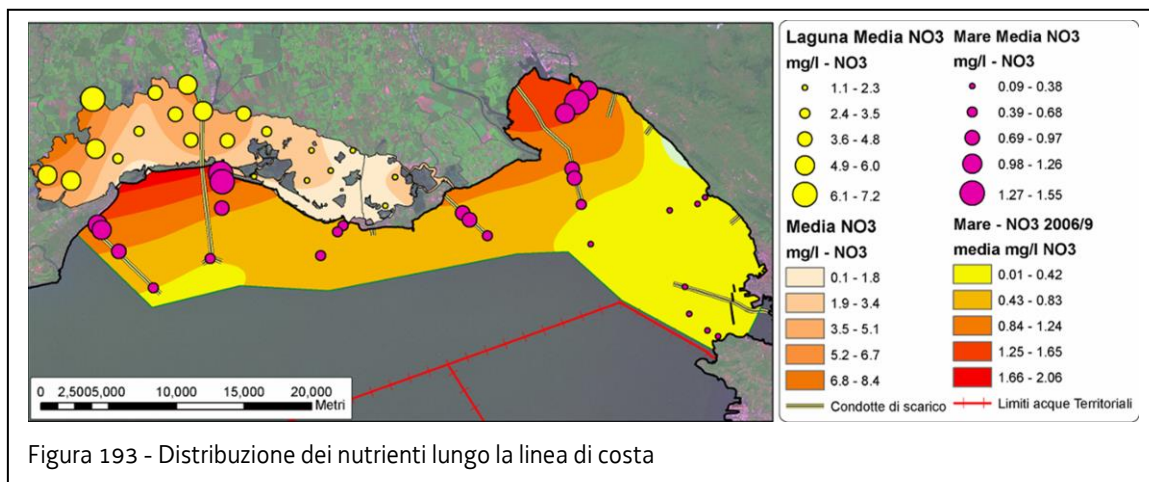 0 2,5005,000 10,000 15,000 20,000
Metri
Laguna Media NO3
mg/l - NO3
1.1 - 2.3
2.4 - 3.5
3.6 - 4.8
4.9 - 6.0
6.1 - 7.2
Media NO3
mg/l - NO3
0.1 - 1.8
1.9 - 3.4
3.5 - 5.1
5.2 - 6.7
6.8 - 8.4
Condotte di scarico
Mare Media NO3
mg/l - NO3
0.09 - 0.38
0.39 - 0.68
0.69 - 0.97
0.98 - 1.26
1.27 - 1.55
Mare - NO3 2006/9
media mg/l NO3
0.01 - 0.42
0.43 - 0.83
0.84 - 1.24
1.25 - 1.65
1.66 - 2.06
Limiti acque Territoriali
Figura 193 - Distribuzione dei nutrienti lungo la linea di costa